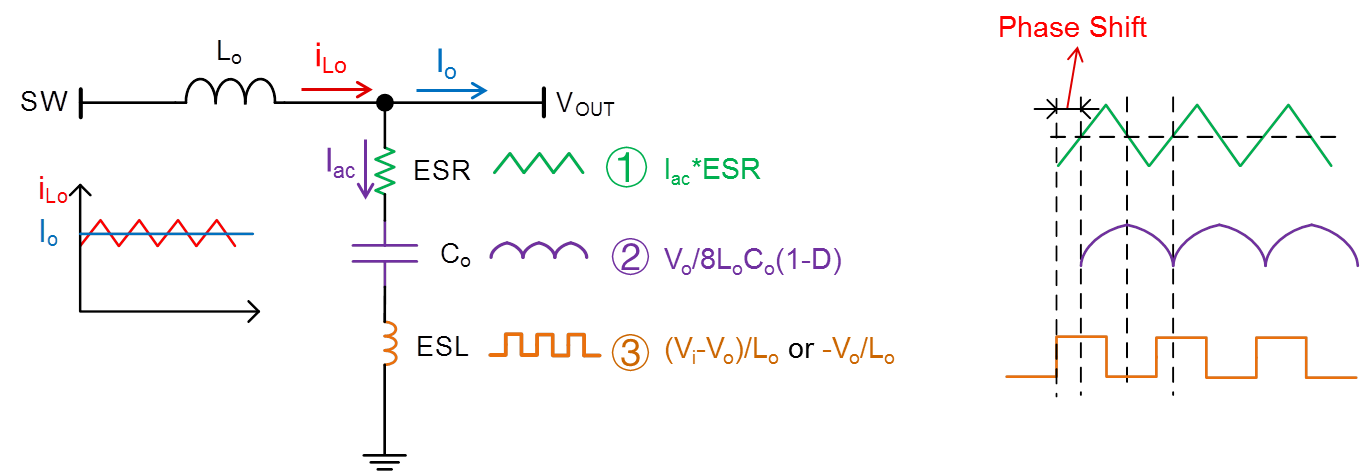 Phase Shift
Lo
iLo
Io
SW
VOUT
Iac
ESR
① Iac*ESR
iLo
Io
Co
② Vo/8LoCo(1-D)
ESL
③ (Vi-Vo)/Lo or -Vo/Lo